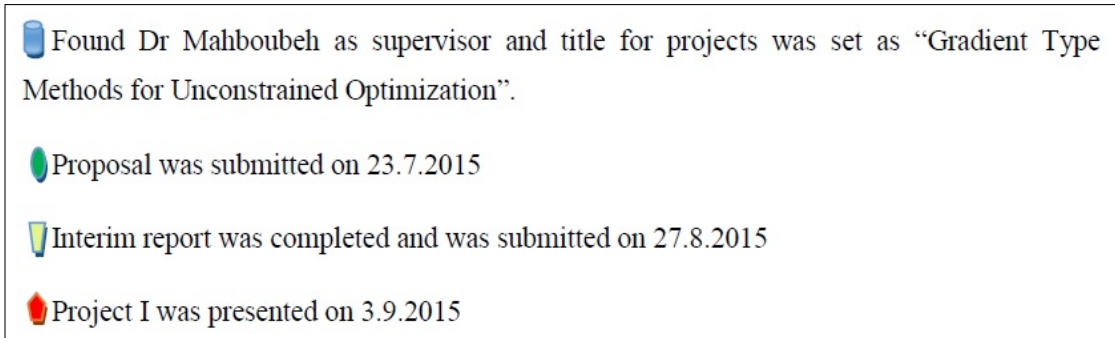 Found Dr Mahboubeh as supervisor and title for projects was set as “Gradient Type
Methods for Unconstrained Optimization”.
Proposal was submitted on 23.7.2015
Interim report was completed and was submitted on 27.8.2015
Project I was presented on 3.9.2015